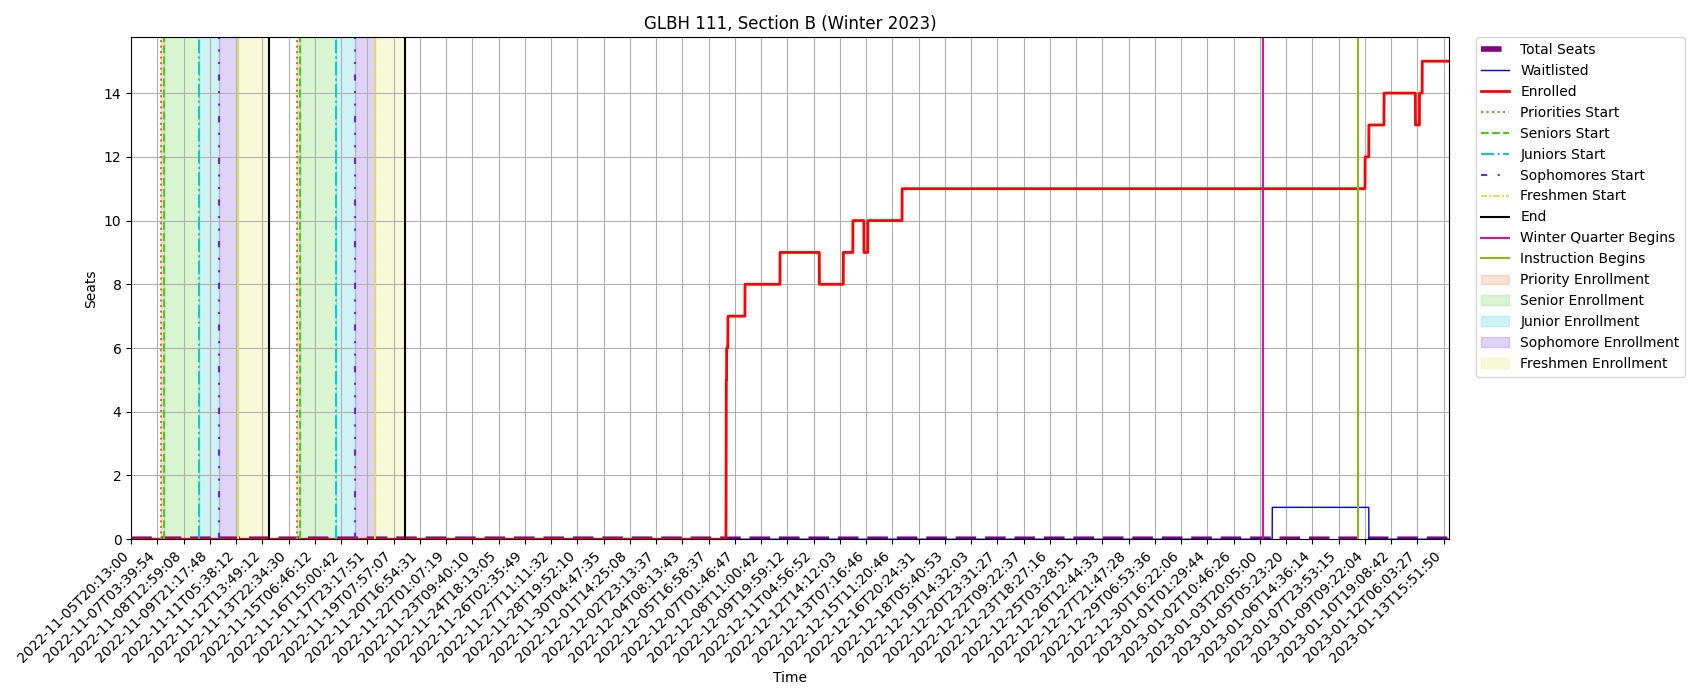 GLBH 111, Section B (Winter 2023)
Seats
14
12
10
8
6
4
2
0
2022-11-05T20:13:00
2022-11-07T03:39:54
2022-11-08T12:59:08
2022-11-09T21:17:48
2022-11-11T05:38:12
2022-11-12T13:49:12
2022-11-13T22:34:30
2022-11-15T06:46:12
2022-11-16T15:00:42
2022-11-17T23:17:51
2022-11-19T07:57:07
2022-11-20T16:54:31
2022-11-22T01:07:19
2022-11-23T09:40:10
2022-11-24T18:13:05
2022-11-26T02:35:49
2022-11-27T11:11:32
2022-11-28T19:52:10
2022-11-30T04:47:35
2022-12-01T14:25:08
2022-12-02T23:13:37
2022-12-04T08:13:43
2022-12-05T16:58:37
2022-12-07T01:46:47
2022-12-08T11:00:42
2022-12-09T19:59:12
2022-12-11T04:56:52
2022-12-12T14:12:03
2022-12-13T07:16:46
2022-12-15T11:20:46
2022-12-16T20:24:31
2022-12-18T05:40:53
2022-12-19T14:32:03
2022-12-20T23:31:27
2022-12-22T09:22:37
2022-12-23T18:27:16
2022-12-25T03:28:51
2022-12-26T12:44:33
2022-12-27T21:47:28
2022-12-29T06:53:36
2022-12-30T16:22:06
2023-01-01T01:29:44
2023-01-02T10:46:26
2023-01-03T20:05:00
2023-01-05T05:23:20
2023-01-06T14:36:14
2023-01-07T23:53:15
2023-01-09T09:22:04
2023-01-10T19:08:42
2023-01-12T06:03:27
2023-01-13T15:51:50
Time
Total Seats
Waitlisted
Enrolled
Priorities Start
Seniors Start
Juniors Start
Sophomores Start
Freshmen Start
End
Winter Quarter Begins
Instruction Begins
Priority Enrollment
Senior Enrollment
Junior Enrollment
Sophomore Enrollment
Freshmen Enrollment